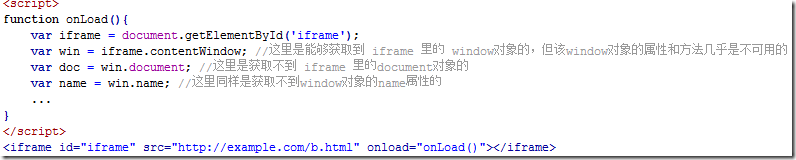 <script>
function onLoad(){
var iframe = document.getElementById('iframe');
var win = iframe.contentWindow; //这里是能够获取到 iframe 里的 window对象的，但该window对象的属性和方法几乎是不可用的
var doc = win.document; //这里是获取不到 iframe 里的document对象的
var name = win.name; //这里同样是获取不到window对象的name属性的
...
}
</script>
<iframe id="iframe" src="http://example.com/b.html" onload="onLoad()"></iframe>